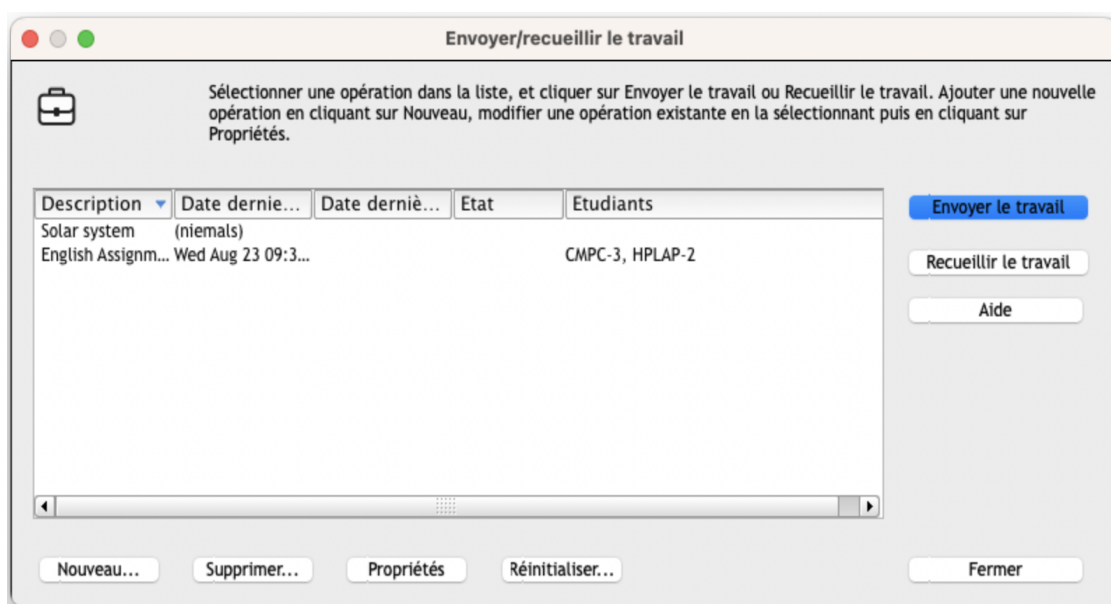 Envoyer/recueillir le travail
Sélectionner une opération dans la liste, et cliquer sur Envoyer le travail ou Recueillir le travail. Ajouter une nouvelle
opération en cliquant sur Nouveau, modifier une opération existante en la sélectionnant puis en cliquant sur
Propriétés.
Description Date dernie... Date derniè... Etat Etudiants
Solar system (niemals)
English Assignm... Wed Aug 23 09:3... CMPC-3, HPLAP-2
Envoyer le travail
Recueillir le travail
Aide
Nouveau... Supprimer... Propriétés Réinitialiser... Fermer